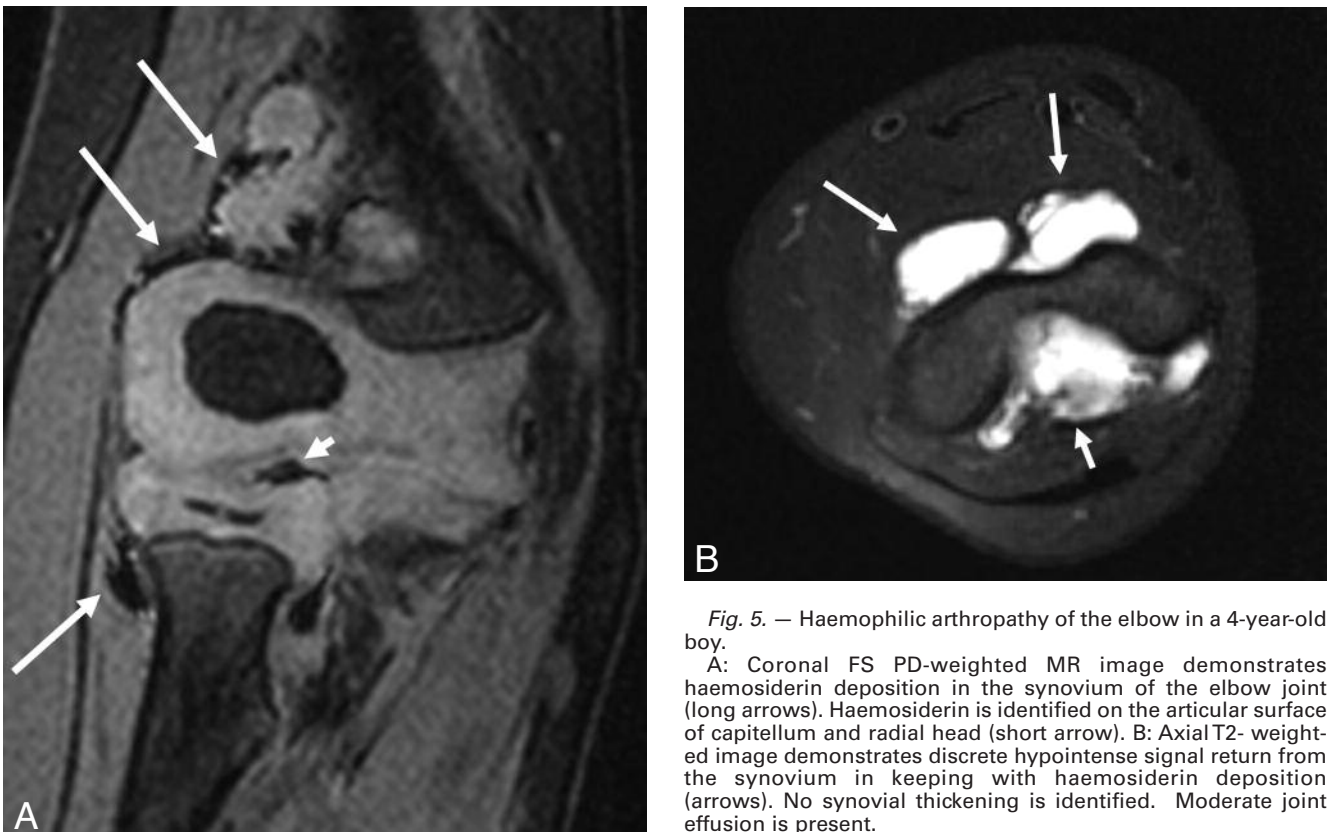 A
B
Fig. 5. — Haemophilic arthropathy of the elbow in a 4-year-old
boy.
A: Coronal FS PD-weighted MR image demonstrates
haemosiderin deposition in the synovium of the elbow joint
(long arrows). Haemosiderin is identified on the articular surface
of capitellum and radial head (short arrow). B: Axial T2- weight-
ed image demonstrates discrete hypointense signal return from
the synovium in keeping with haemosiderin deposition
(arrows). No synovial thickening is identified. Moderate joint
effusion is present.